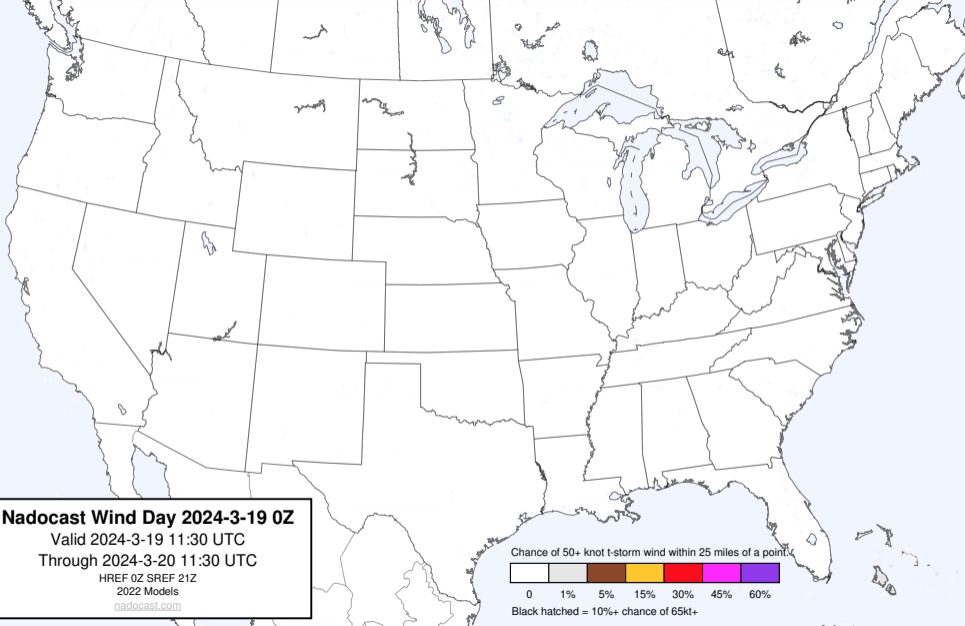 Nadocast Wind Day 2024-3-19 0Z
Valid 2024-3-19 11:30 UTC
Through 2024-3-20 11:30 UTC
HREF 0Z SREF 21Z
2022 Models
nadocast.com
Chance of 50+ knot t-storm wind within 25 miles of a point.
0 1% 5% 15% 30% 45% 60%
Black hatched = 10%+ chance of 65kt+